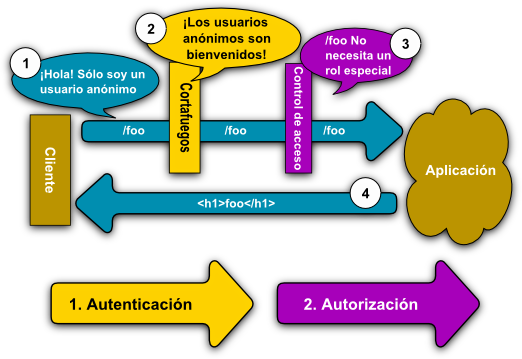 1
¡Hola! Sólo soy un
usuario anónimo
2
¡Los usuarios
anónimos son
bienvenidos!
3
/foo No
necesita un
rol especial
Cliente
/foo
Cortafuegos
/foo
Control de acceso
/foo
Aplicación
<h1>foo</h1>
4
1. Autenticación
2. Autorización